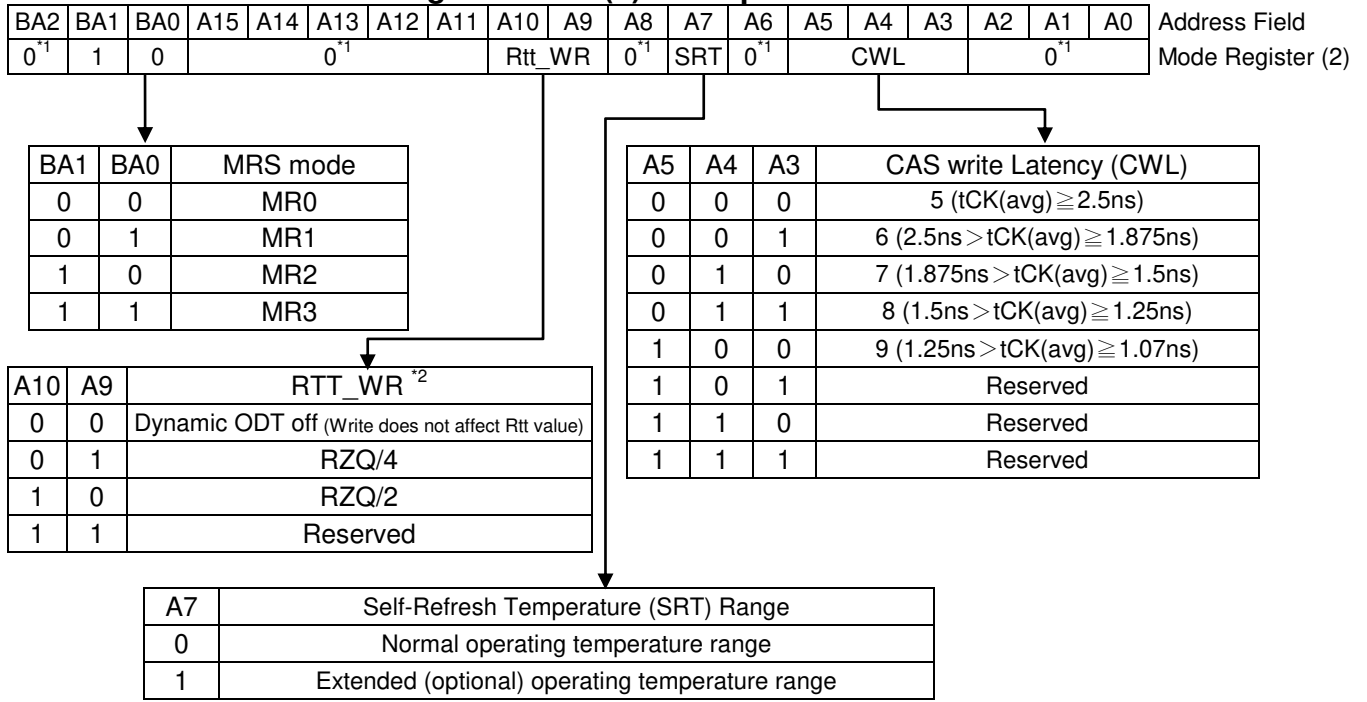 BA2 BA1 BA0 A15 A14 A13 A12 A11 A10 A9 A8 A7 A6 A5 A4 A3 A2 A1 A0 Address Field
0*1 1 0 0*1 Rtt_WR 0*1 SRT 0*1 CWL 0*1 Mode Register (2)
BA1 BA0 MRS mode
0 0 MR0
0 1 MR1
1 0 MR2
1 1 MR3
A5 A4 A3 CAS write Latency (CWL)
0 0 0 5 (tCK(avg)≧2.5ns)
0 0 1 6 (2.5ns>tCK(avg)≧1.875ns)
0 1 0 7 (1.875ns>tCK(avg)≧1.5ns)
0 1 1 8 (1.5ns>tCK(avg)≧1.25ns)
1 0 0 9 (1.25ns>tCK(avg)≧1.07ns)
1 0 1 Reserved
1 1 0 Reserved
1 1 1 Reserved
A10 A9 RTT_WR *2
0 0 Dynamic ODT off (Write does not affect Rtt value)
0 1 RZQ/4
1 0 RZQ/2
1 1 Reserved
A7 Self-Refresh Temperature (SRT) Range
0 Normal operating temperature range
1 Extended (optional) operating temperature range